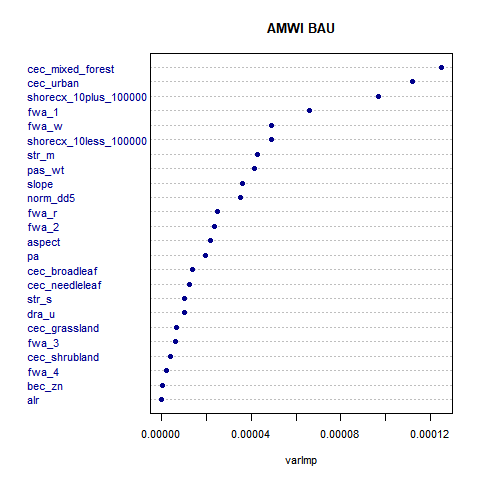 AMWI BAU
cec_mixed_forest
cec_urban
shorecx_10plus_100000
fwa_1
fwa_w
shorecx_10less_100000
str_m
pas_wt
slope
norm_dd5
fwa_r
fwa_2
aspect
pa
cec_broadleaf
cec_needleleaf
str_s
dra_u
cec_grassland
fwa_3
cec_shrubland
fwa_4
bec_zn
alr
0.00000 0.00004 0.00008 0.00012
varImp